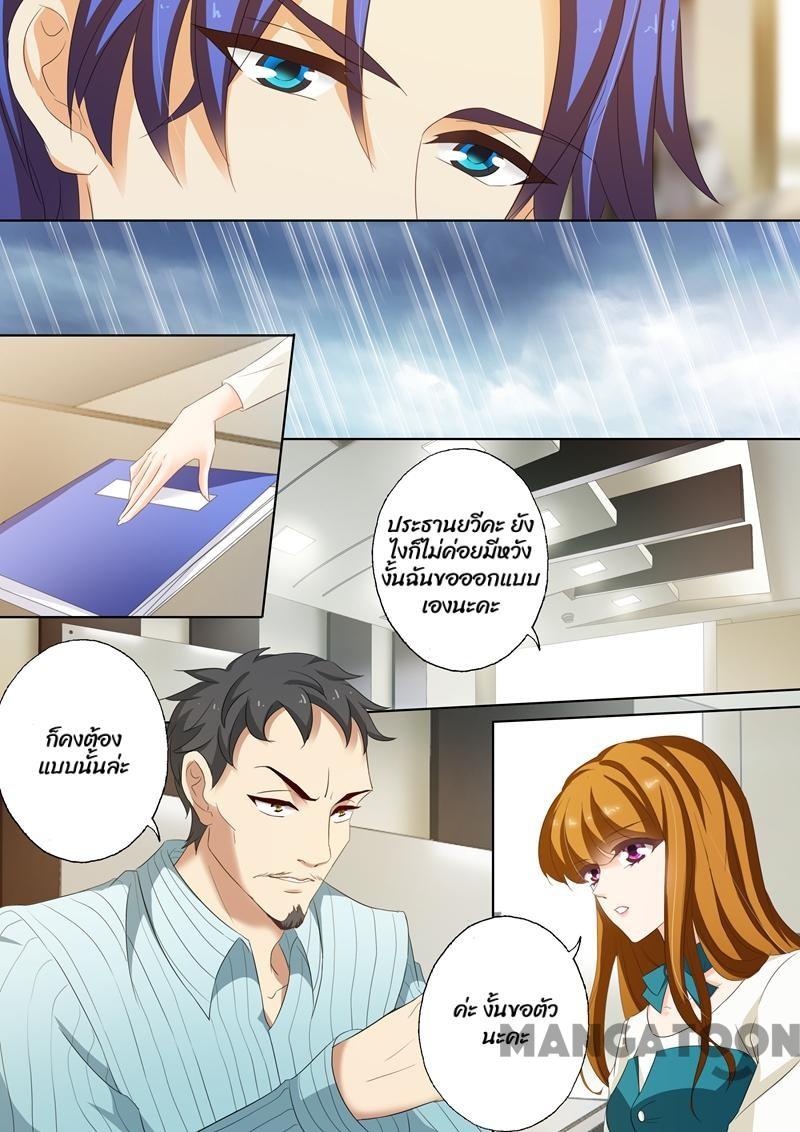 ประธานยวีคะ ยัง
ไงก็ไม่ค่อยมีหวัง
งั้นฉันขอออกแบบ
เองนะคะ
ก็คงต้อง
แบบนั้นล่ะ
ค่ะ งั้นขอตัว
นะคะ
MANGATOON